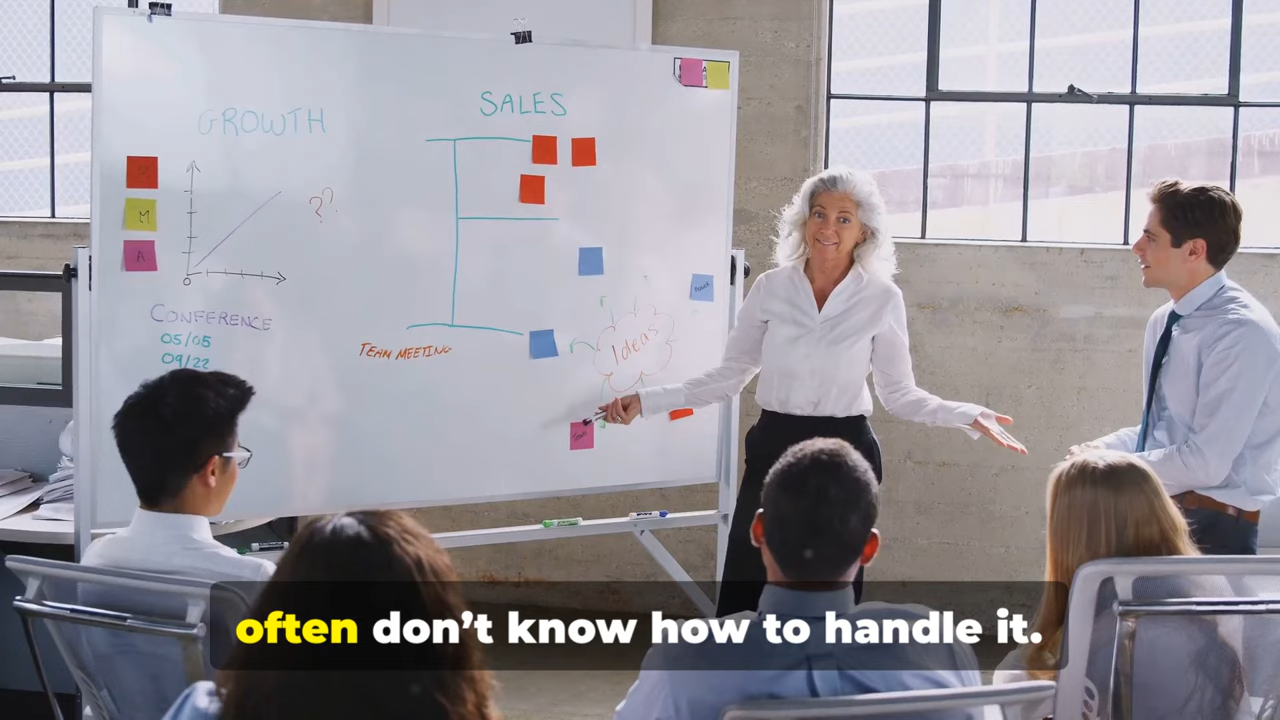 GROWTH
SALES
M
A
??
CONFERENCE
05/05
09/22
TEAM MEETING
Ideas
often don't know how to handle it.